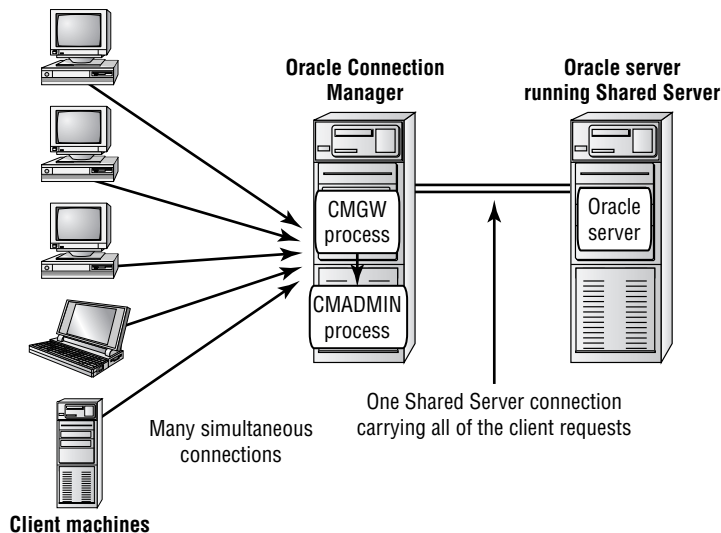 Oracle Connection
Manager
Oracle server
running Shared Server
CMGW
process
Oracle
server
CMADMIN
process
Many simultaneous
connections
One Shared Server connection
carrying all of the client requests
Client machines